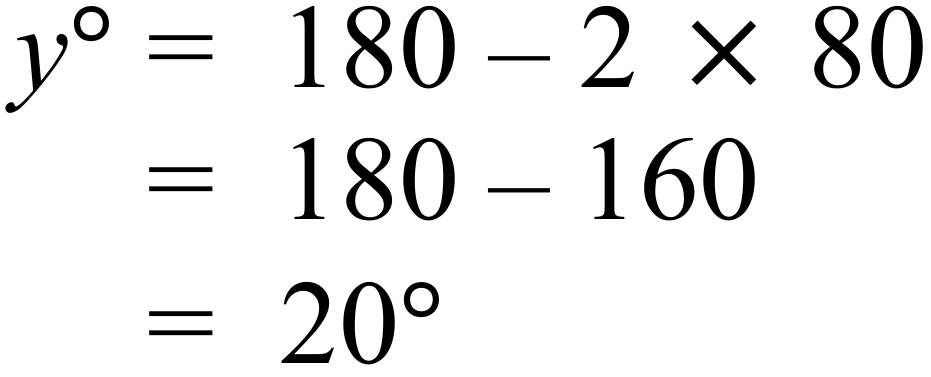 y° = 180 – 2 × 80
= 180 – 160
= 20°